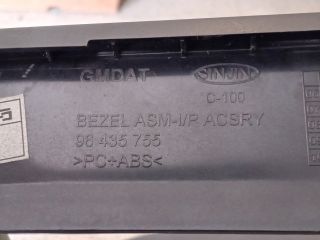 GMDAT SINJIN
C-100
BEZEL ASM-I/P ACSRY
96 435 755
>PC+ABS<